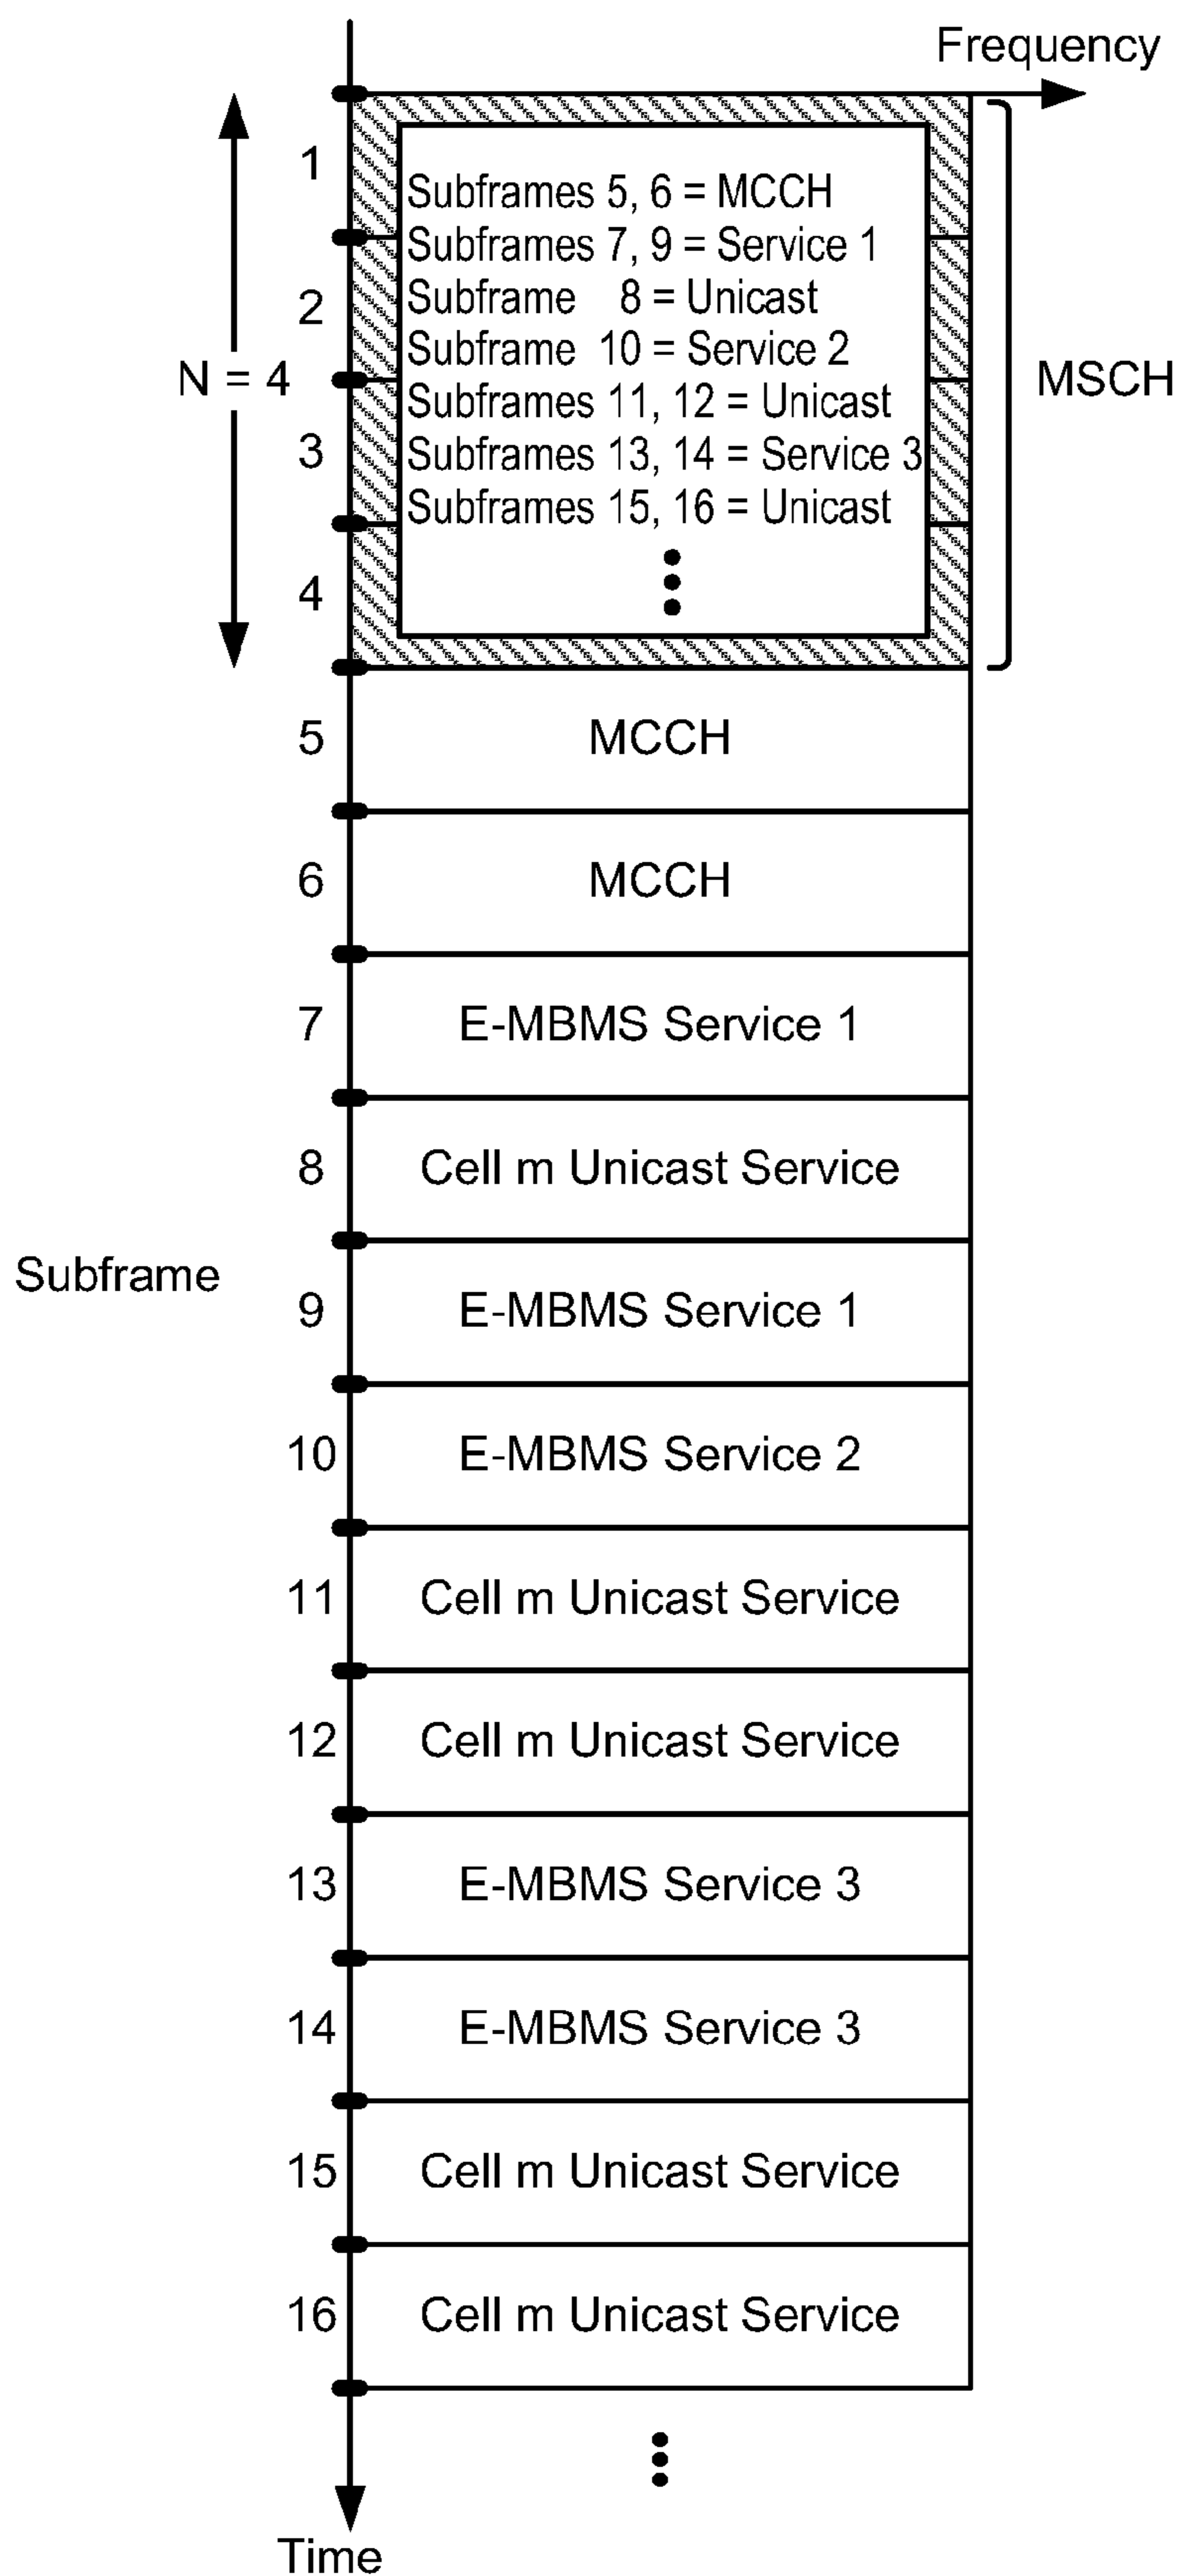 Frequency
1
Subframes 5, 6 = MCCH
Subframes 7, 9 = Service 1
2
Subframe 8 = Unicast
Subframe 10 = Service 2
N = 4
MSCH
Subframes 11, 12 = Unicast
3
Subframes 13, 14 = Service 3
Subframes 15, 16 = Unicast
4
5 MCCH
6 MCCH
7 E-MBMS Service 1
8 Cell m Unicast Service
Subframe
9 E-MBMS Service 1
10 E-MBMS Service 2
11 Cell m Unicast Service
12 Cell m Unicast Service
13 E-MBMS Service 3
14 E-MBMS Service 3
15 Cell m Unicast Service
16 Cell m Unicast Service
Time